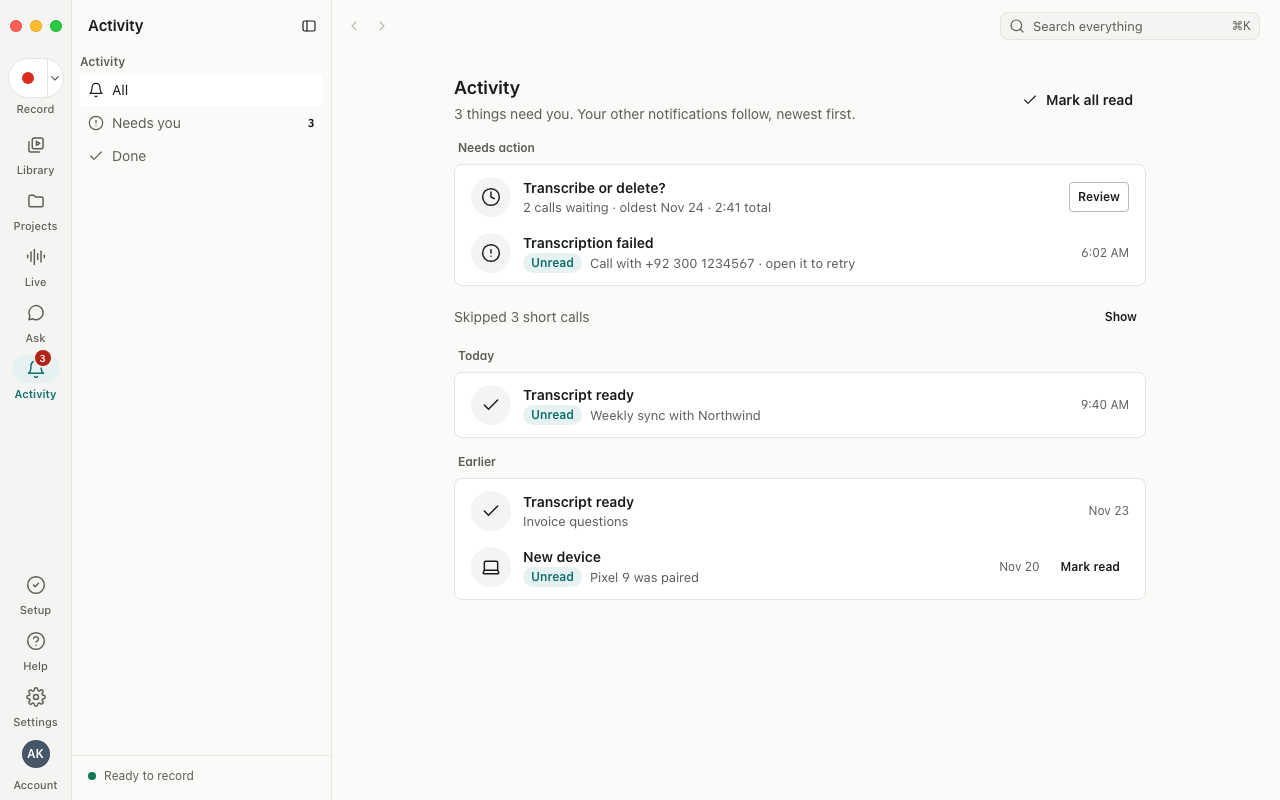 Activity
Search everything
⌘K
Record
Library
Projects
Live
Ask
3
Activity
Setup
Help
Settings
AK
Account
Activity
All
Needs you
3
Done
Ready to record
Activity
3 things need you. Your other notifications follow, newest first.
Mark all read
Needs action
Transcribe or delete?
2 calls waiting · oldest Nov 24 · 2:41 total
Review
Transcription failed
Unread Call with +92 300 1234567 · open it to retry
6:02 AM
Skipped 3 short calls
Show
Today
Transcript ready
Unread Weekly sync with Northwind
9:40 AM
Earlier
Transcript ready
Invoice questions
Nov 23
New device
Unread Pixel 9 was paired
Nov 20
Mark read